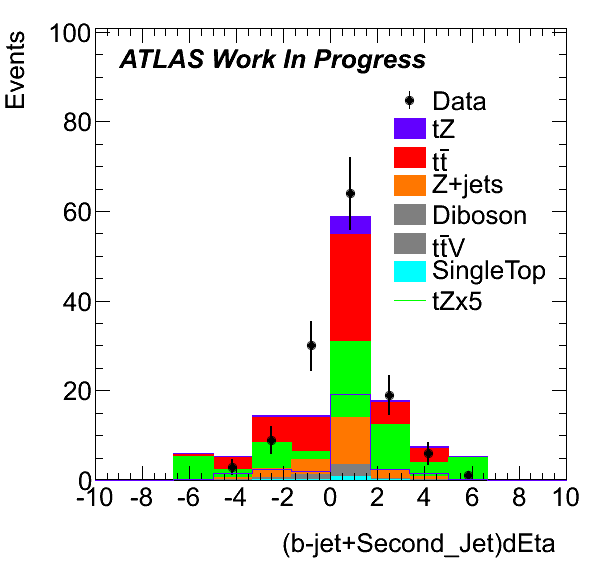 Events
100
80
60
40
20
0
ATLAS Work In Progress
Data
tZ
tt̄
Z+jets
Diboson
tt̄V
SingleTop
tZx5
-10 -8 -6 -4 -2 0 2 4 6 8 10
(b-jet+Second_Jet)dEta